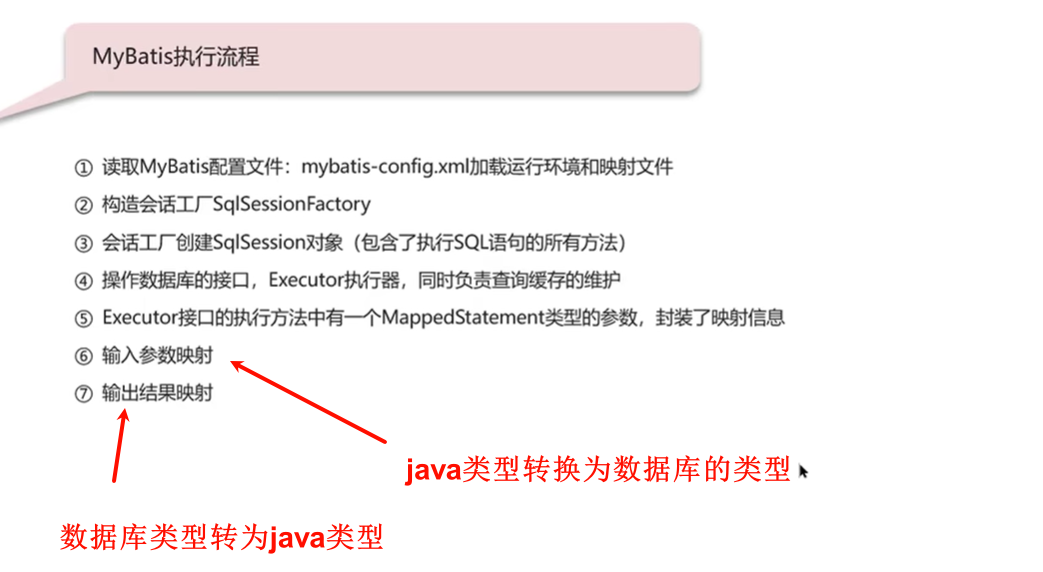 MyBatis执行流程
① 读取MyBatis配置文件：mybatis-config.xml加载运行环境和映射文件
② 构造会话工厂SqlSessionFactory
③ 会话工厂创建SqlSession对象（包含了执行SQL语句的所有方法）
④ 操作数据库的接口，Executor执行器，同时负责查询缓存的维护
⑤ Executor接口的执行方法中有一个MappedStatement类型的参数，封装了映射信息
⑥ 输入参数映射
⑦ 输出结果映射
java类型转换为数据库的类型
数据库类型转为java类型